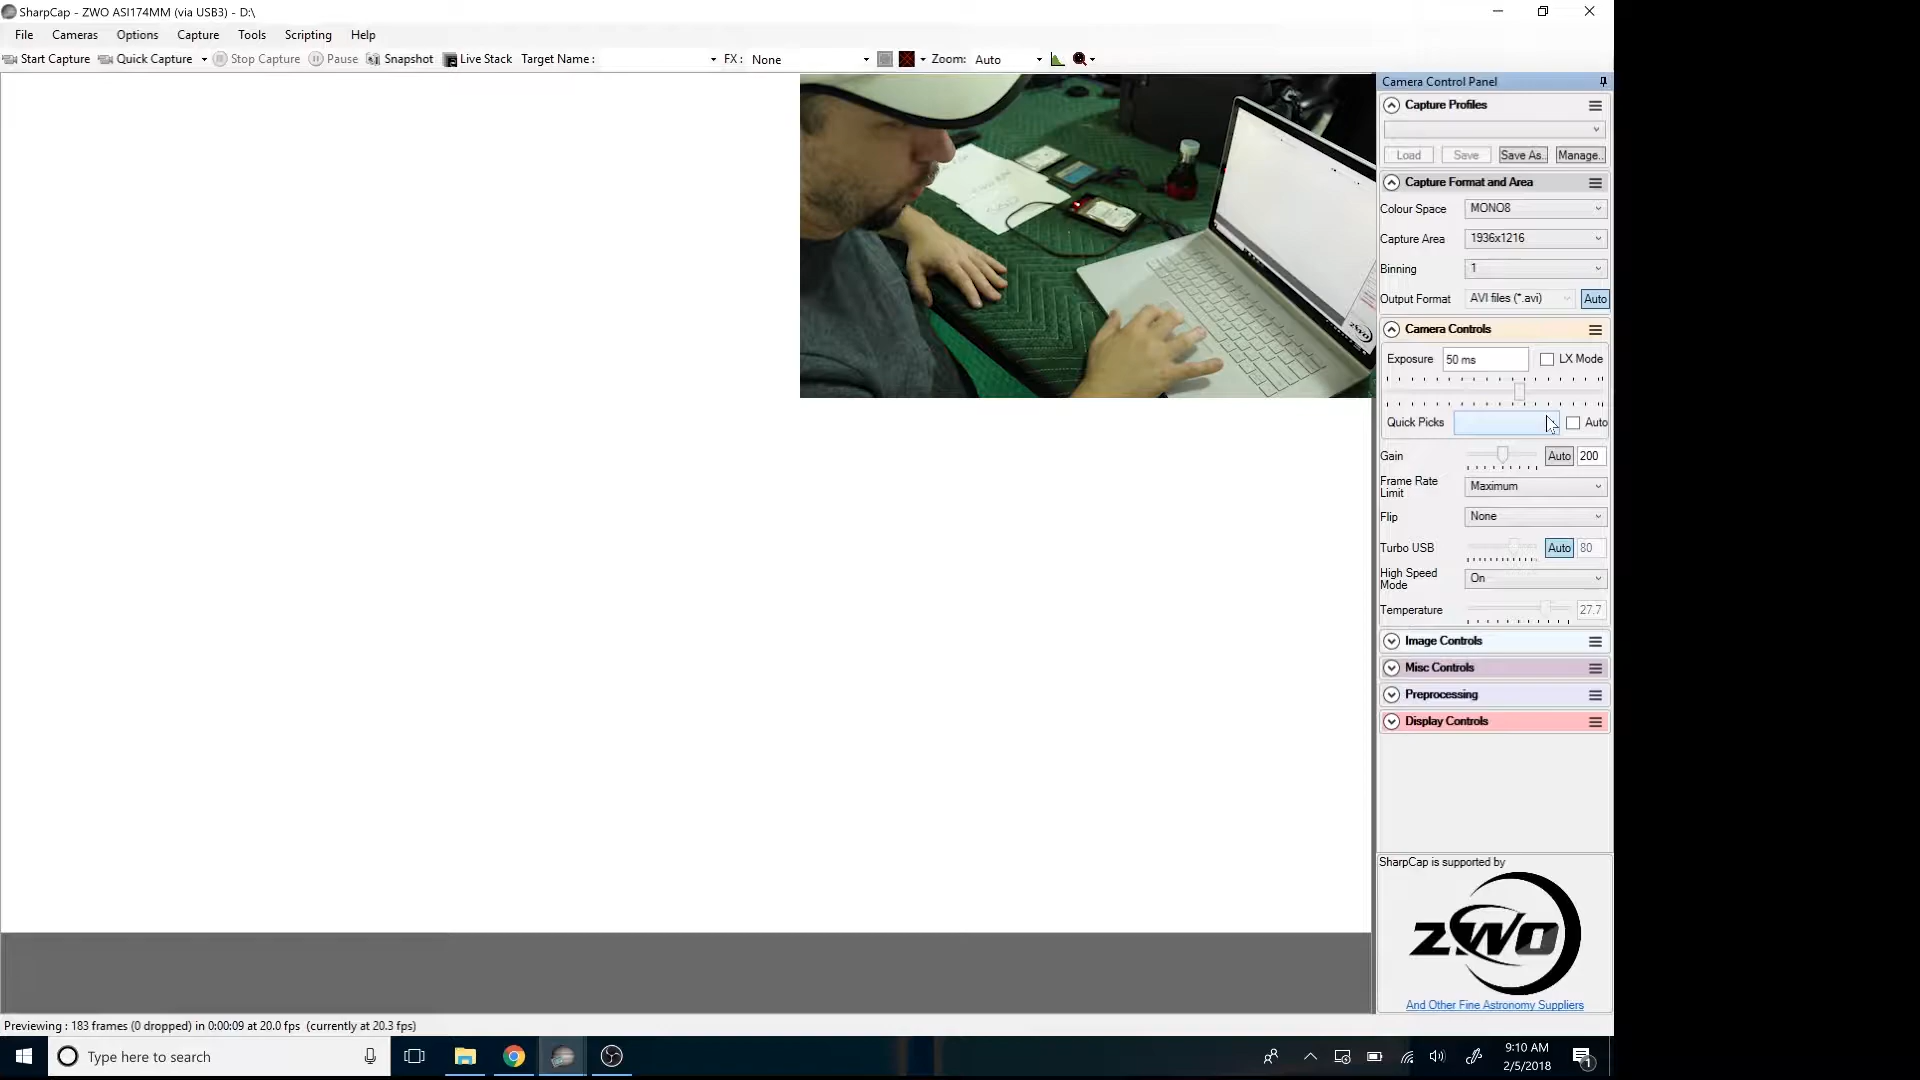 SharpCap - ZWO ASI174MM (via USB3) - D:\
File Cameras Options Capture Tools Scripting Help
Start Capture Quick Capture Stop Capture Pause Snapshot Live Stack Target Name : FX : None Zoom: Auto
Camera Control Panel
Capture Profiles
Load Save Save As.. Manage..
Capture Format and Area
Colour Space MONO8
Capture Area 1936x1216
Binning 1
Output Format AVI files (*.avi) Auto
Camera Controls
Exposure 50 ms LX Mode
Quick Picks Auto
Gain Auto 200
Frame Rate
Limit Maximum
Flip None
Turbo USB Auto 80
High Speed
Mode On
Temperature 27.7
Image Controls
Misc Controls
Preprocessing
Display Controls
SharpCap is supported by
ZWO
And Other Fine Astronomy Suppliers
Previewing : 183 frames (0 dropped) in 0:00:09 at 20.0 fps (currently at 20.3 fps)
Type here to search
9:10 AM
2/5/2018
1